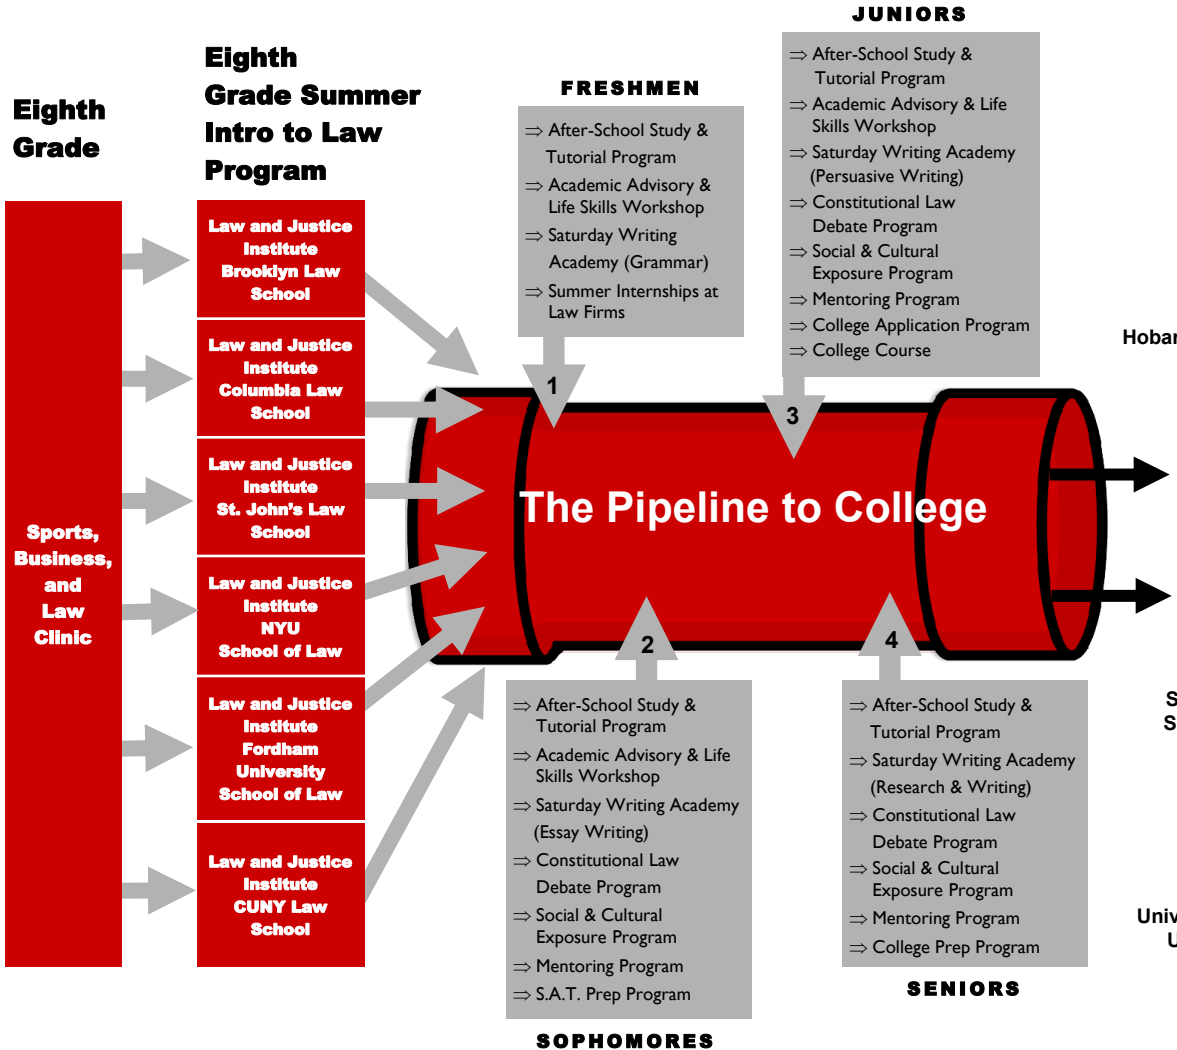 Eighth
Grade
Sports,
Business,
and
Law
Clinic
Eighth
Grade Summer
Intro to Law
Program
Law and Justice
Institute
Brooklyn Law
School
Law and Justice
Institute
Columbia Law
School
Law and Justice
Institute
St. John's Law
School
Law and Justice
Institute
NYU
School of Law
Law and Justice
Institute
Fordham
University
School of Law
Law and Justice
Institute
CUNY Law
School
FRESHMEN
⇒ After-School Study &
Tutorial Program
⇒ Academic Advisory &
Life Skills Workshop
⇒ Saturday Writing
Academy (Grammar)
⇒ Summer Internships at
Law Firms
1
JUNIORS
⇒ After-School Study &
Tutorial Program
⇒ Academic Advisory & Life
Skills Workshop
⇒ Saturday Writing Academy
(Persuasive Writing)
⇒ Constitutional Law
Debate Program
⇒ Social & Cultural
Exposure Program
⇒ Mentoring Program
⇒ College Application Program
⇒ College Course
3
The Pipeline to College
2
⇒ After-School Study &
Tutorial Program
⇒ Academic Advisory & Life
Skills Workshop
⇒ Saturday Writing Academy
(Essay Writing)
⇒ Constitutional Law
Debate Program
⇒ Social & Cultural
Exposure Program
⇒ Mentoring Program
⇒ S.A.T. Prep Program
SOPHOMORES
4
⇒ After-School Study &
Tutorial Program
⇒ Saturday Writing Academy
(Research & Writing)
⇒ Constitutional Law
Debate Program
⇒ Social & Cultural
Exposure Program
⇒ Mentoring Program
⇒ College Prep Program
SENIORS
Hobar
S
S
Univ
U